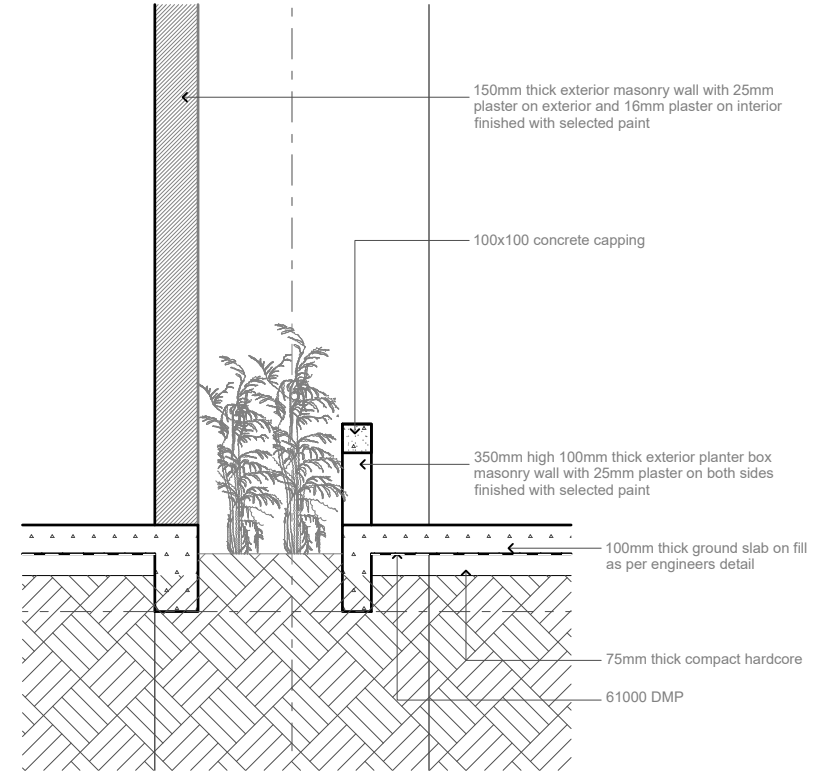 150mm thick exterior masonry wall with 25mm
plaster on exterior and 16mm plaster on interior
finished with selected paint
100x100 concrete capping
350mm high 100mm thick exterior planter box
masonry wall with 25mm plaster on both sides
finished with selected paint
100mm thick ground slab on fill
as per engineers detail
75mm thick compact hardcore
61000 DMP